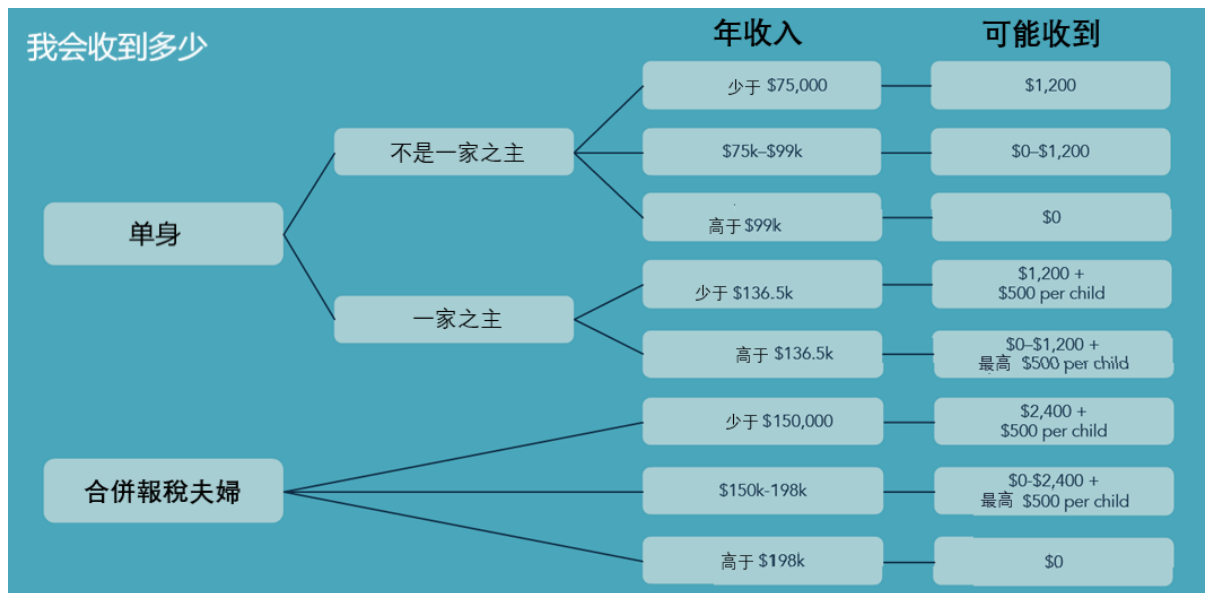 我会收到多少
年收入
可能收到
少于 $75,000
$1,200
不是一家之主
$75k–$99k
$0–$1,200
高于 $99k
$0
单身
少于 $136.5k
$1,200 +
$500 per child
一家之主
高于 $136.5k
$0–$1,200 +
最高 $500 per child
少于 $150,000
$2,400 +
$500 per child
合併報稅夫婦
$150k-198k
$0-$2,400 +
最高 $500 per child
高于 $198k
$0